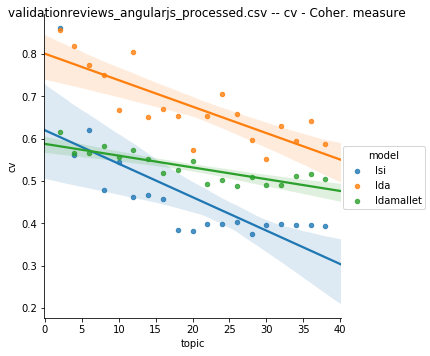 validationreviews_angularjs_processed.csv -- cv - Coher. measure
cv
0.8
0.7
0.6
0.5
0.4
0.3
0.2
0 5 10 15 20 25 30 35 40
topic
model
lsi
lda
ldamallet